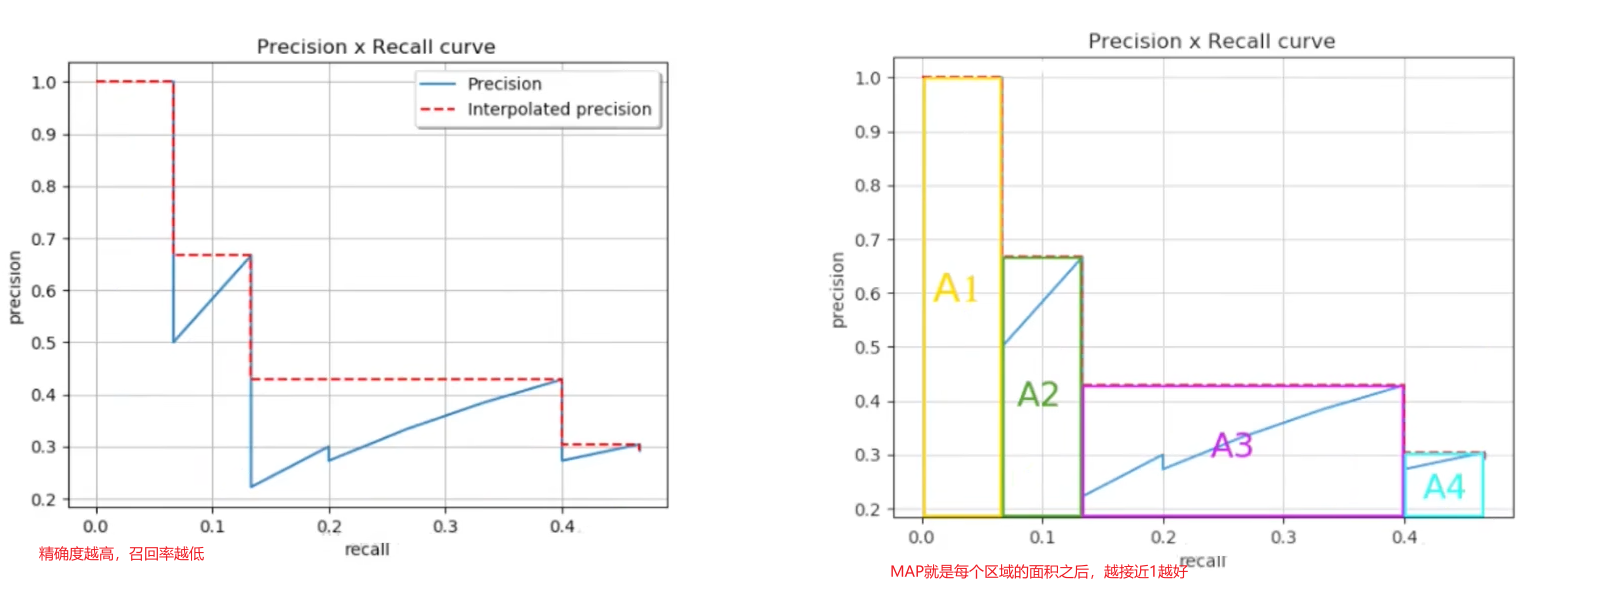 Precision x Recall curve
Precision
Interpolated precision
1.0
0.9
0.8
0.7
0.6
0.5
0.4
0.3
0.2
precision
0.0 0.1 0.2 0.3 0.4
recall
精确度越高，召回率越低
Precision x Recall curve
1.0
0.9
0.8
0.7
0.6
0.5
0.4
0.3
0.2
precision
A1
A2
A3
A4
0.0 0.1 0.2 0.3 0.4
recall
MAP就是每个区域的面积之后，越接近1越好